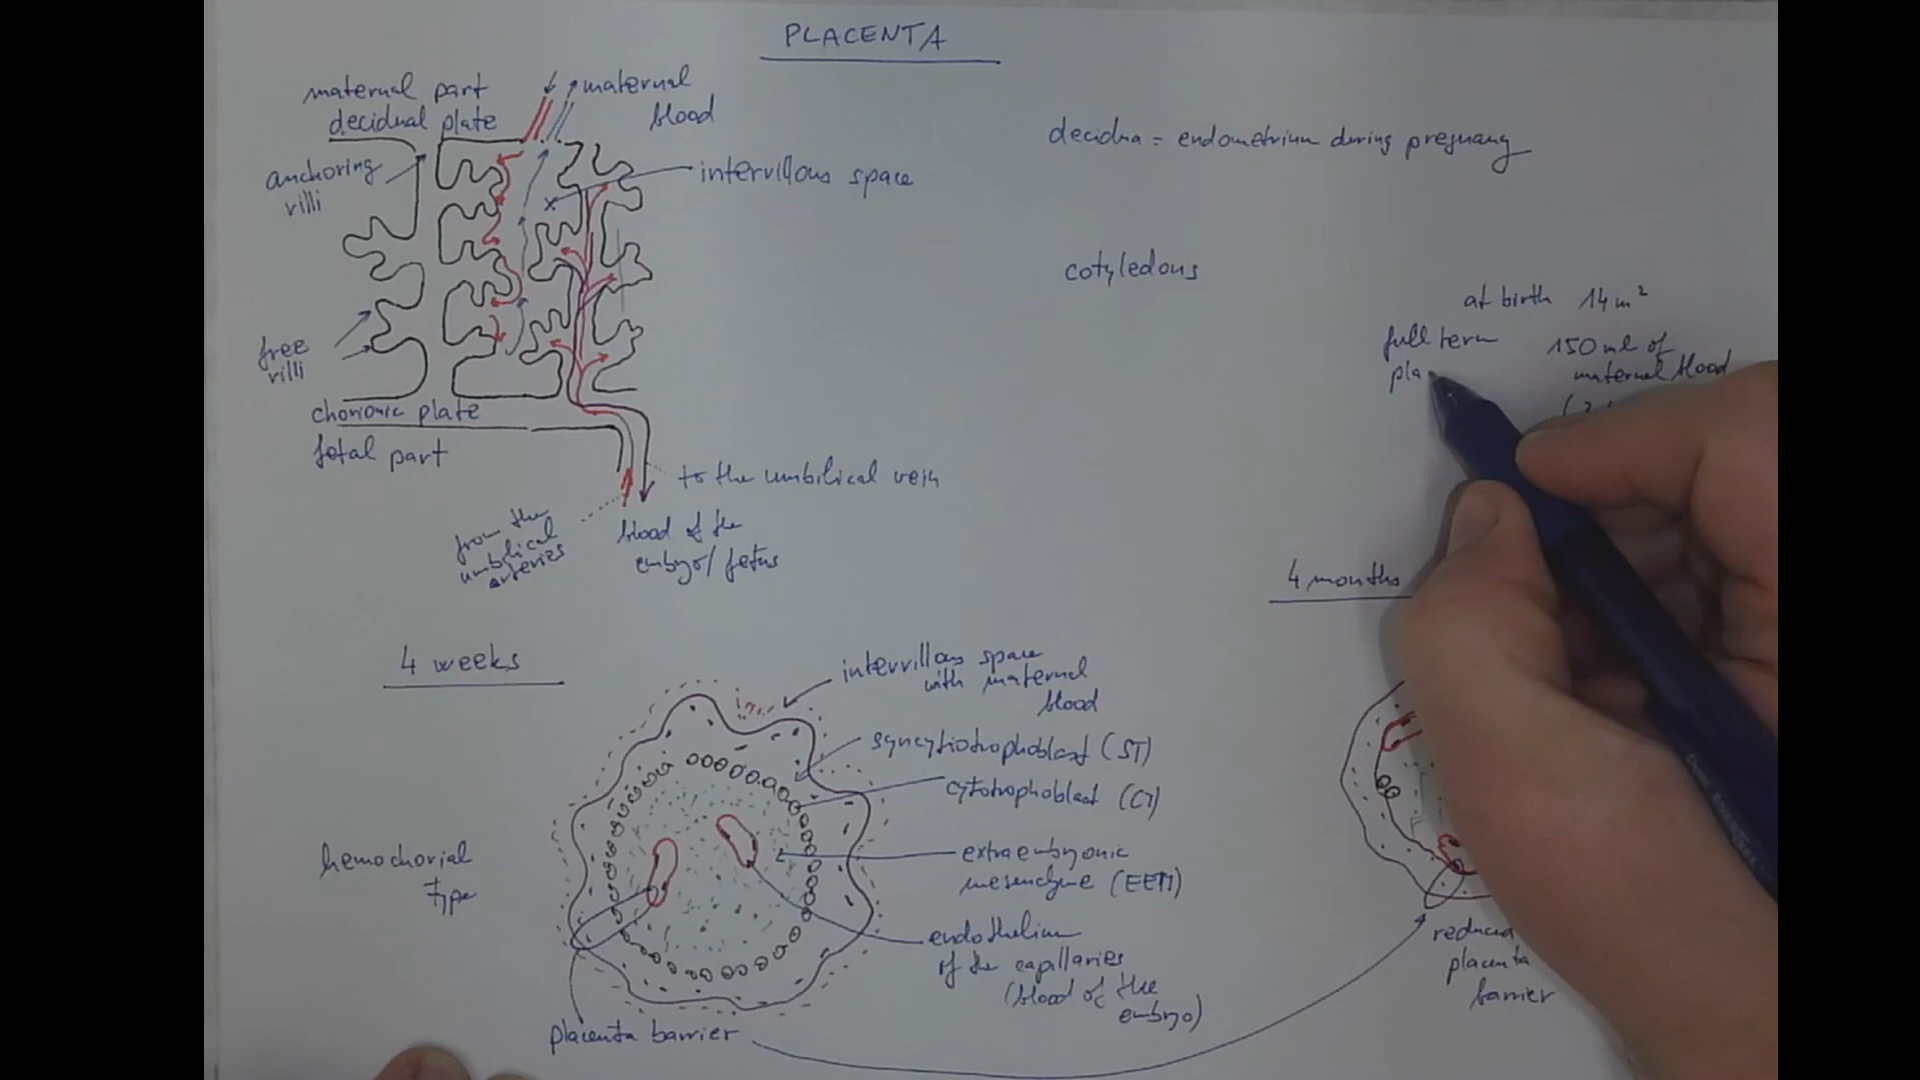 PLACENTA
maternal part
decidual plate
maternal
blood
anchoring
villi
intervillous space
free
villi
chorionic plate
fetal part
to the umbilical vein
from the
umbilical
arteries
blood of the
embryo/fetus
decidua = endometrium during pregnancy
cotyledons
at birth 14 m²
full term
pla
150 ml of
maternal blood
4 weeks
hemochorial
type
intervillous space
with maternal
blood
syncytiotrophoblast (ST)
cytotrophoblast (CT)
extraembryonic
mesenchyme (EEM)
endothelium
of the capillaries
(blood of the
embryo)
placenta barrier
4 months
reduced
placenta
barrier